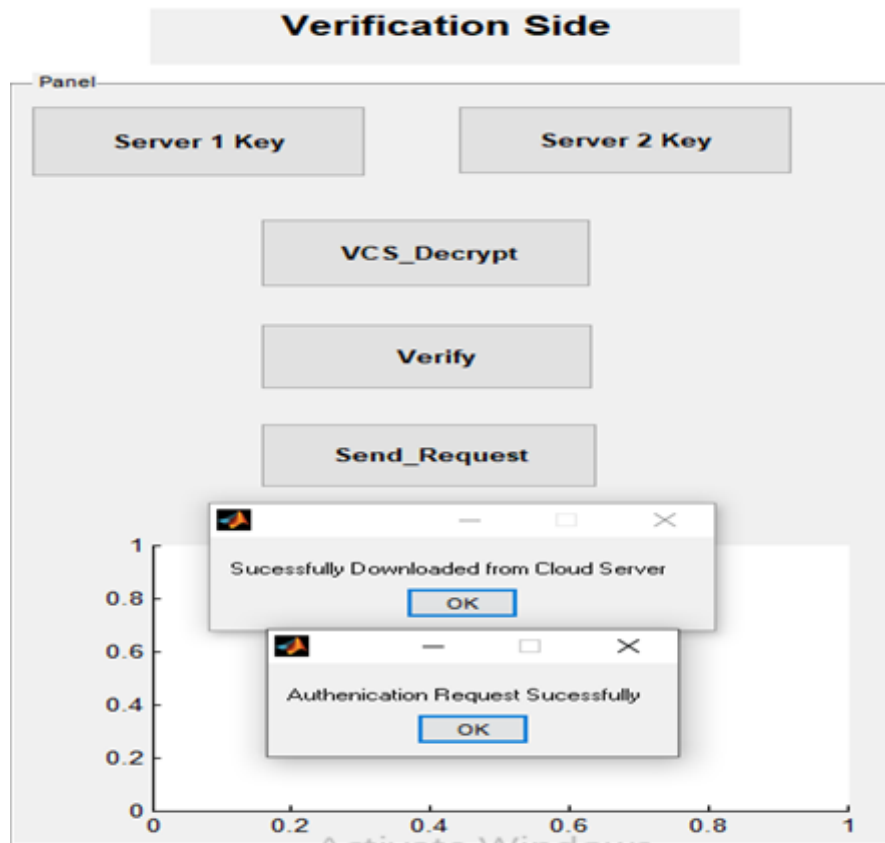 Verification Side
Panel
Server 1 Key
Server 2 Key
VCS_Decrypt
Verify
Send_Request
Sucessfully Downloaded from Cloud Server
OK
Authenication Request Sucessfully
OK
1
0.8
0.6
0.4
0.2
0
0 0.2 0.4 0.6 0.8 1
Activate Windows